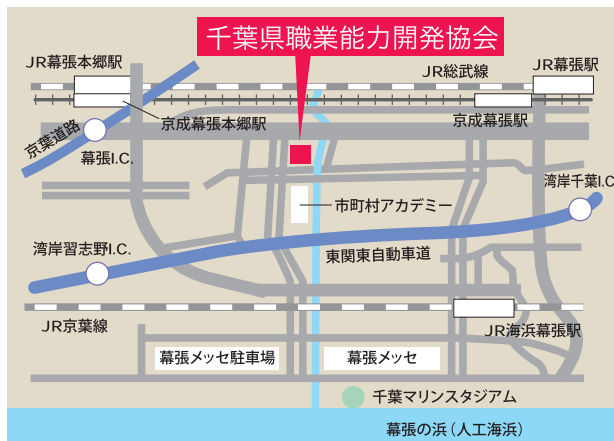 千葉県職業能力開発協会
JR幕張本郷駅
JR総武線
JR幕張駅
京葉道路
京成幕張本郷駅
京成幕張駅
幕張I.C.
湾岸千葉I.C
市町村アカデミー
湾岸習志野I.C.
東関東自動車道
JR京葉線
JR海浜幕張駅
幕張メッセ駐車場
幕張メッセ
千葉マリンスタジアム
幕張の浜（人工海浜）